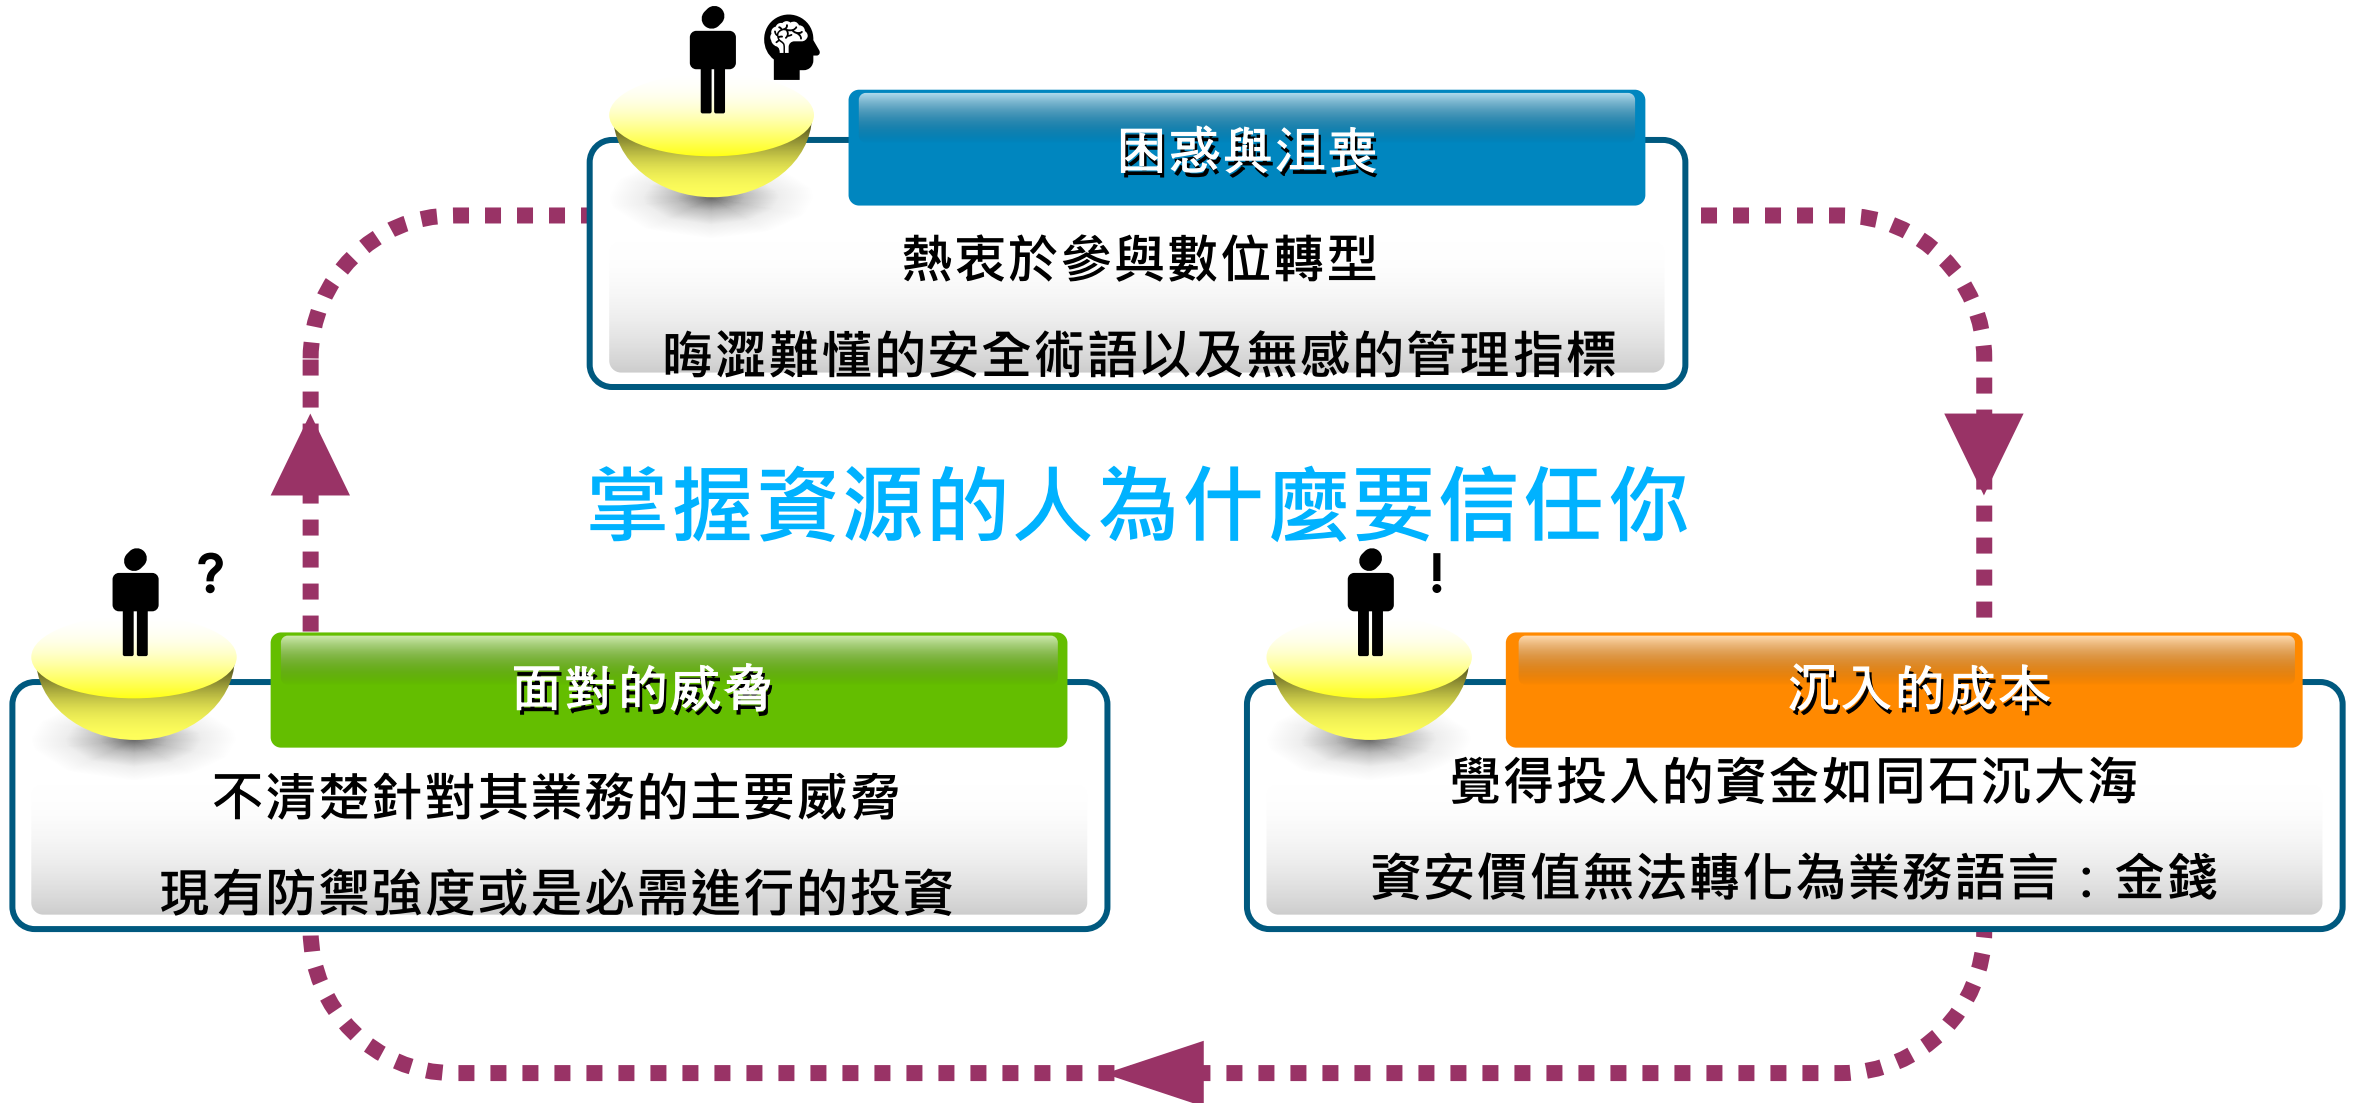 困惑與沮喪
熱衷於參與數位轉型
晦澀難懂的安全術語以及無感的管理指標
掌握資源的人為什麼要信任你
?
面對的威脅
不清楚針對其業務的主要威脅
現有防禦強度或是必需進行的投資
!
沉入的成本
覺得投入的資金如同石沉大海
資安價值無法轉化為業務語言：金錢